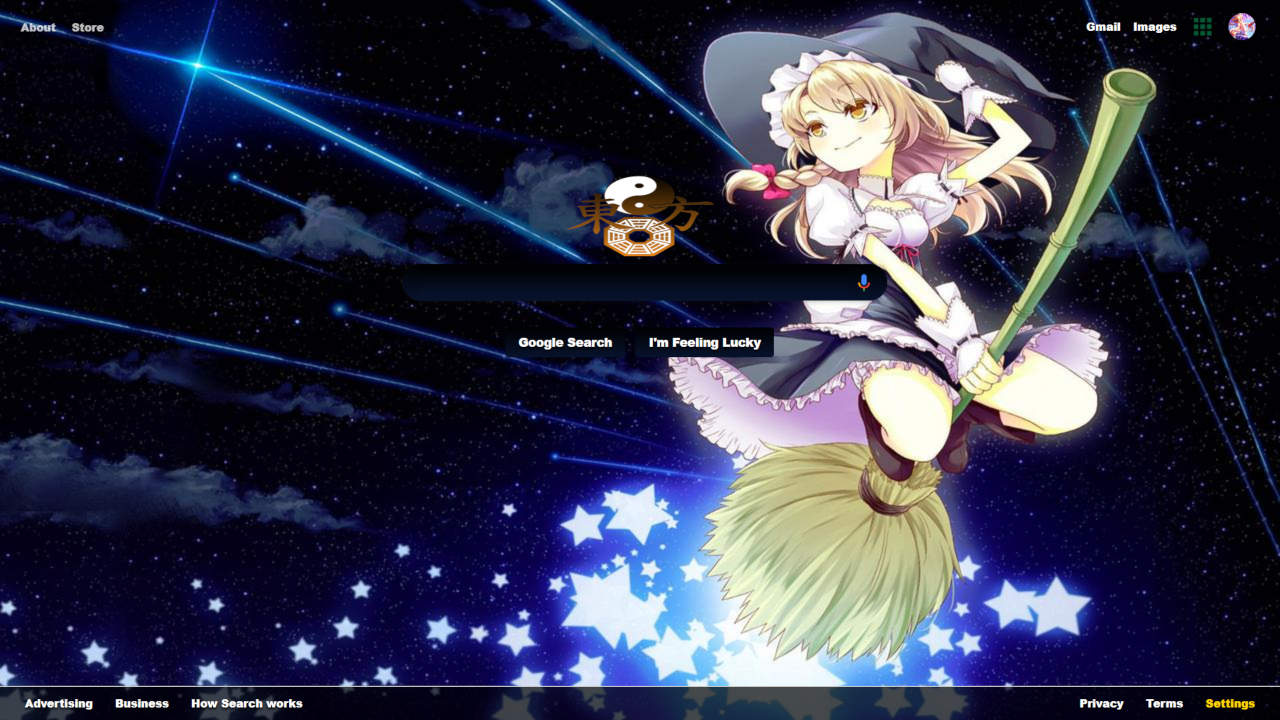 About Store
Gmail Images
東方
Google Search I'm Feeling Lucky
Advertising Business How Search works
Privacy Terms Settings